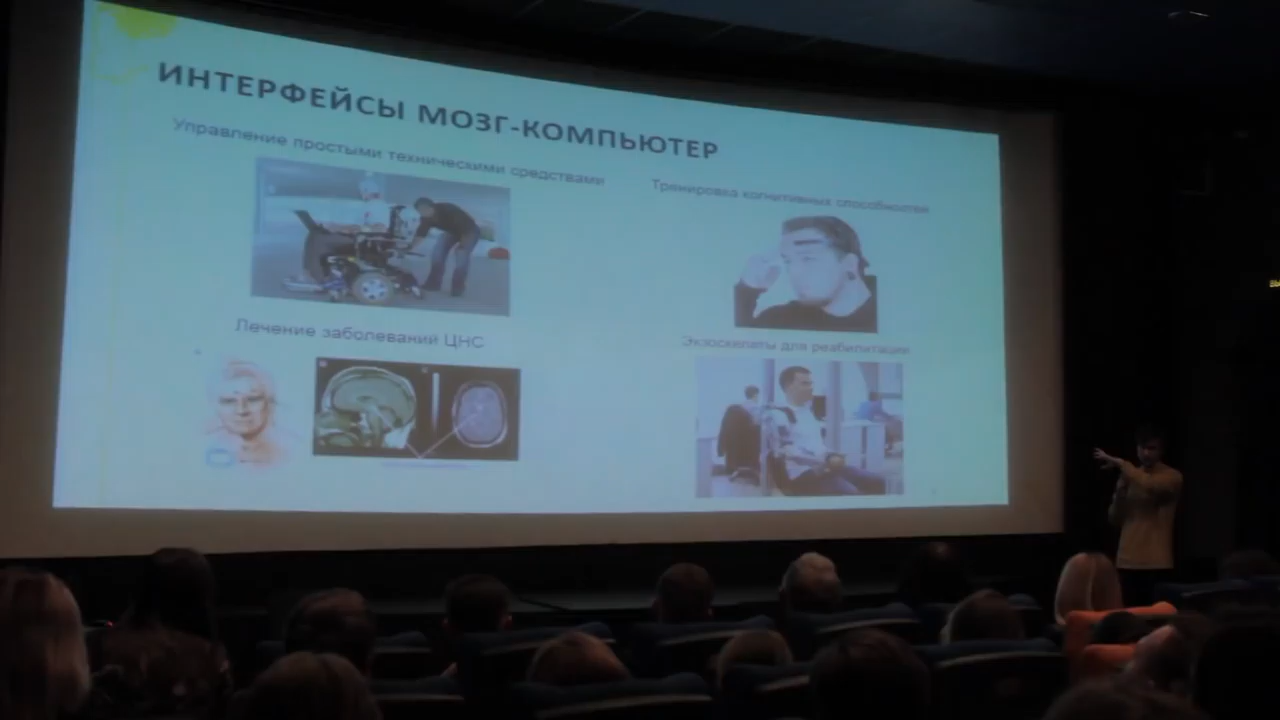 ИНТЕРФЕЙСЫ МОЗГ-КОМПЬЮТЕР
Управление простыми техническими средствами
Тренировка когнитивных способностей
Лечение заболеваний ЦНС
Экзоскелеты для реабилитации